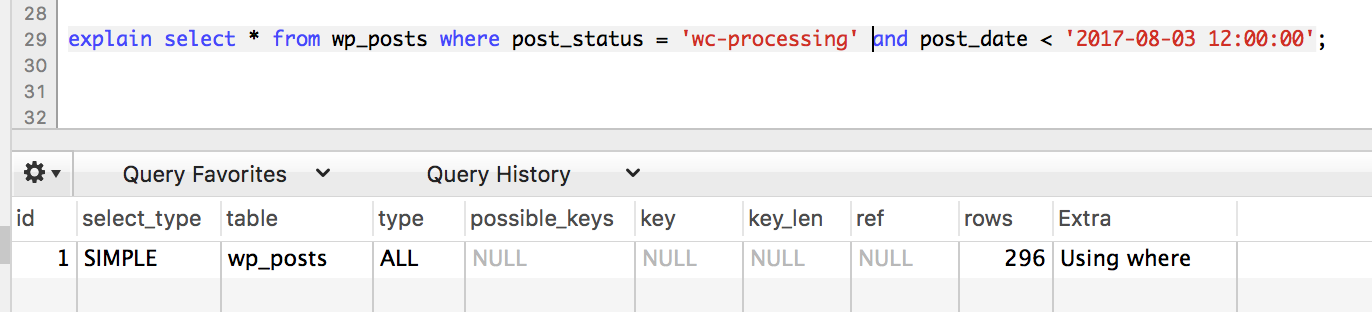 28
29 explain select * from wp_posts where post_status = 'wc-processing' and post_date < '2017-08-03 12:00:00';
30
31
32
Query Favorites Query History
id select_type table type possible_keys key key_len ref rows Extra
1 SIMPLE wp_posts ALL NULL NULL NULL NULL 296 Using where